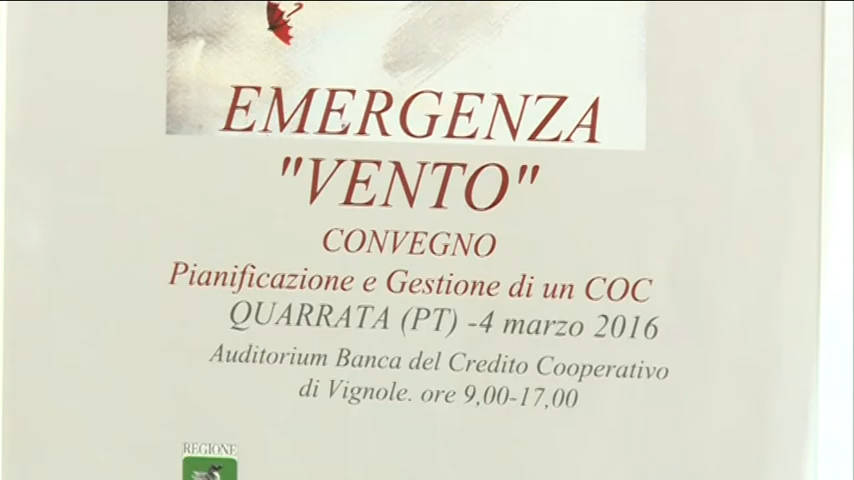 EMERGENZA
"VENTO"
CONVEGNO
Pianificazione e Gestione di un COC
QUARRATA (PT) -4 marzo 2016
Auditorium Banca del Credito Cooperativo
di Vignole. ore 9,00-17,00
REGIONE